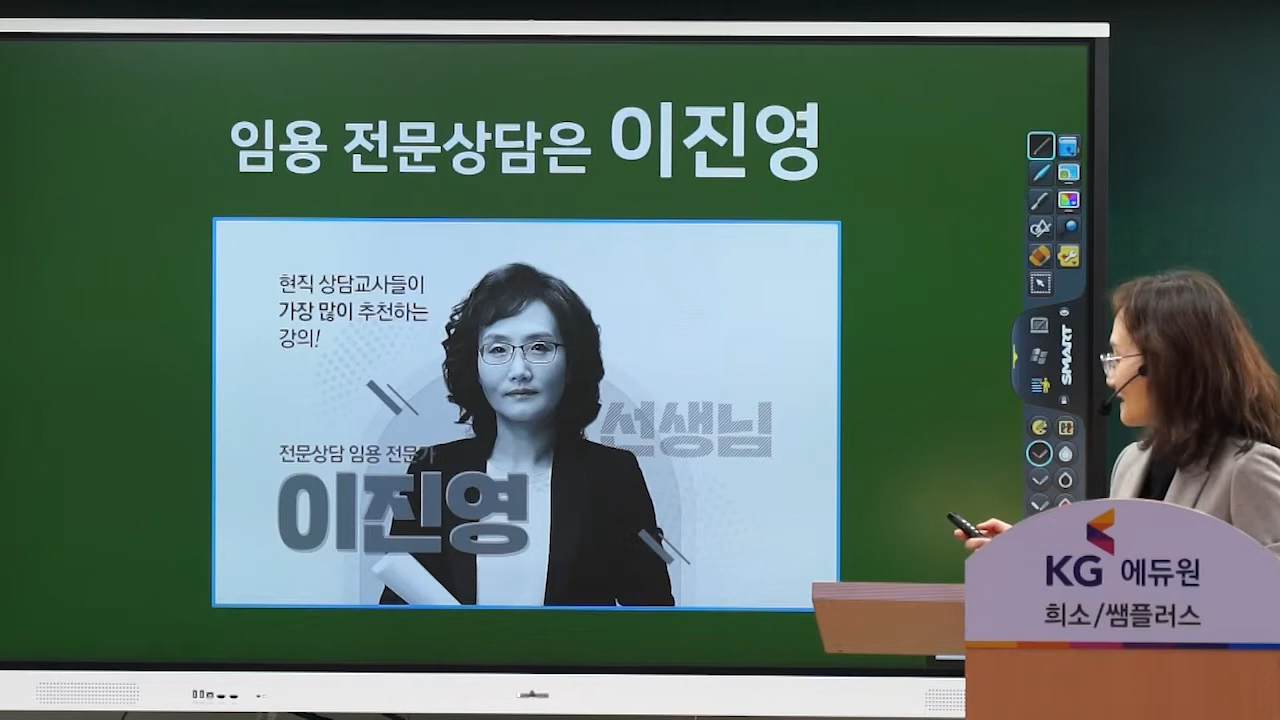 임용 전문상담은 이진영
현직 상담교사들이
가장 많이 추천하는
강의!
선생님
전문상담 임용 전문가
이진영
SMART
KG 에듀원
희소/쌤플러스